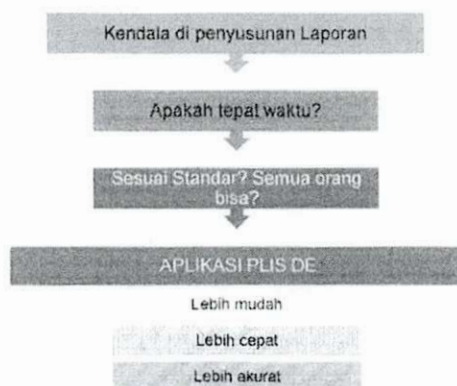 Kendala di penyusunan Laporan
Apakah tepat waktu?
Sesuai Standar? Semua orang
bisa?
APLIKASI PLIS DE
Lebih mudah
Lebih cepat
Lebih akurat